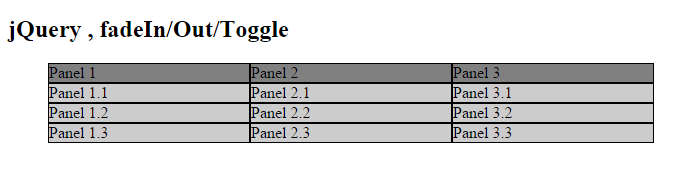 jQuery , fadeIn/Out/Toggle
Panel 1 Panel 2 Panel 3
Panel 1.1 Panel 2.1 Panel 3.1
Panel 1.2 Panel 2.2 Panel 3.2
Panel 1.3 Panel 2.3 Panel 3.3